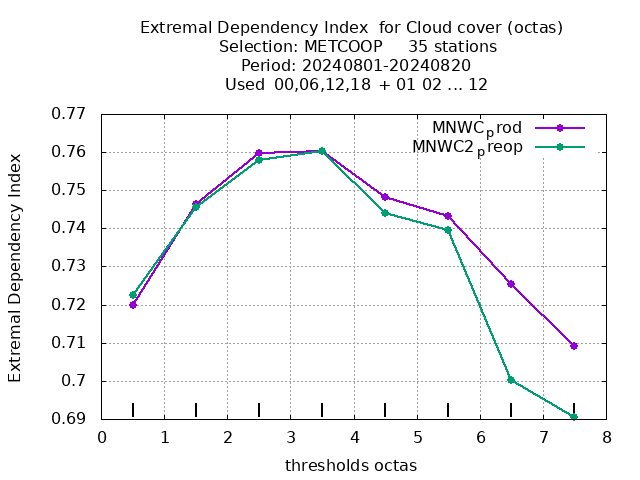 Extremal Dependency Index  for Cloud cover (octas)
Selection: METCOOP     35 stations
Period: 20240801-20240820
Used  00,06,12,18 + 01 02 ... 12
0.77
MNWCprod
0.76
MNWC2preop
0.75
0.74
0.73
0.72
0.71
0.7
0.69
Extremal Dependency Index
0 1 2 3 4 5 6 7 8
thresholds octas